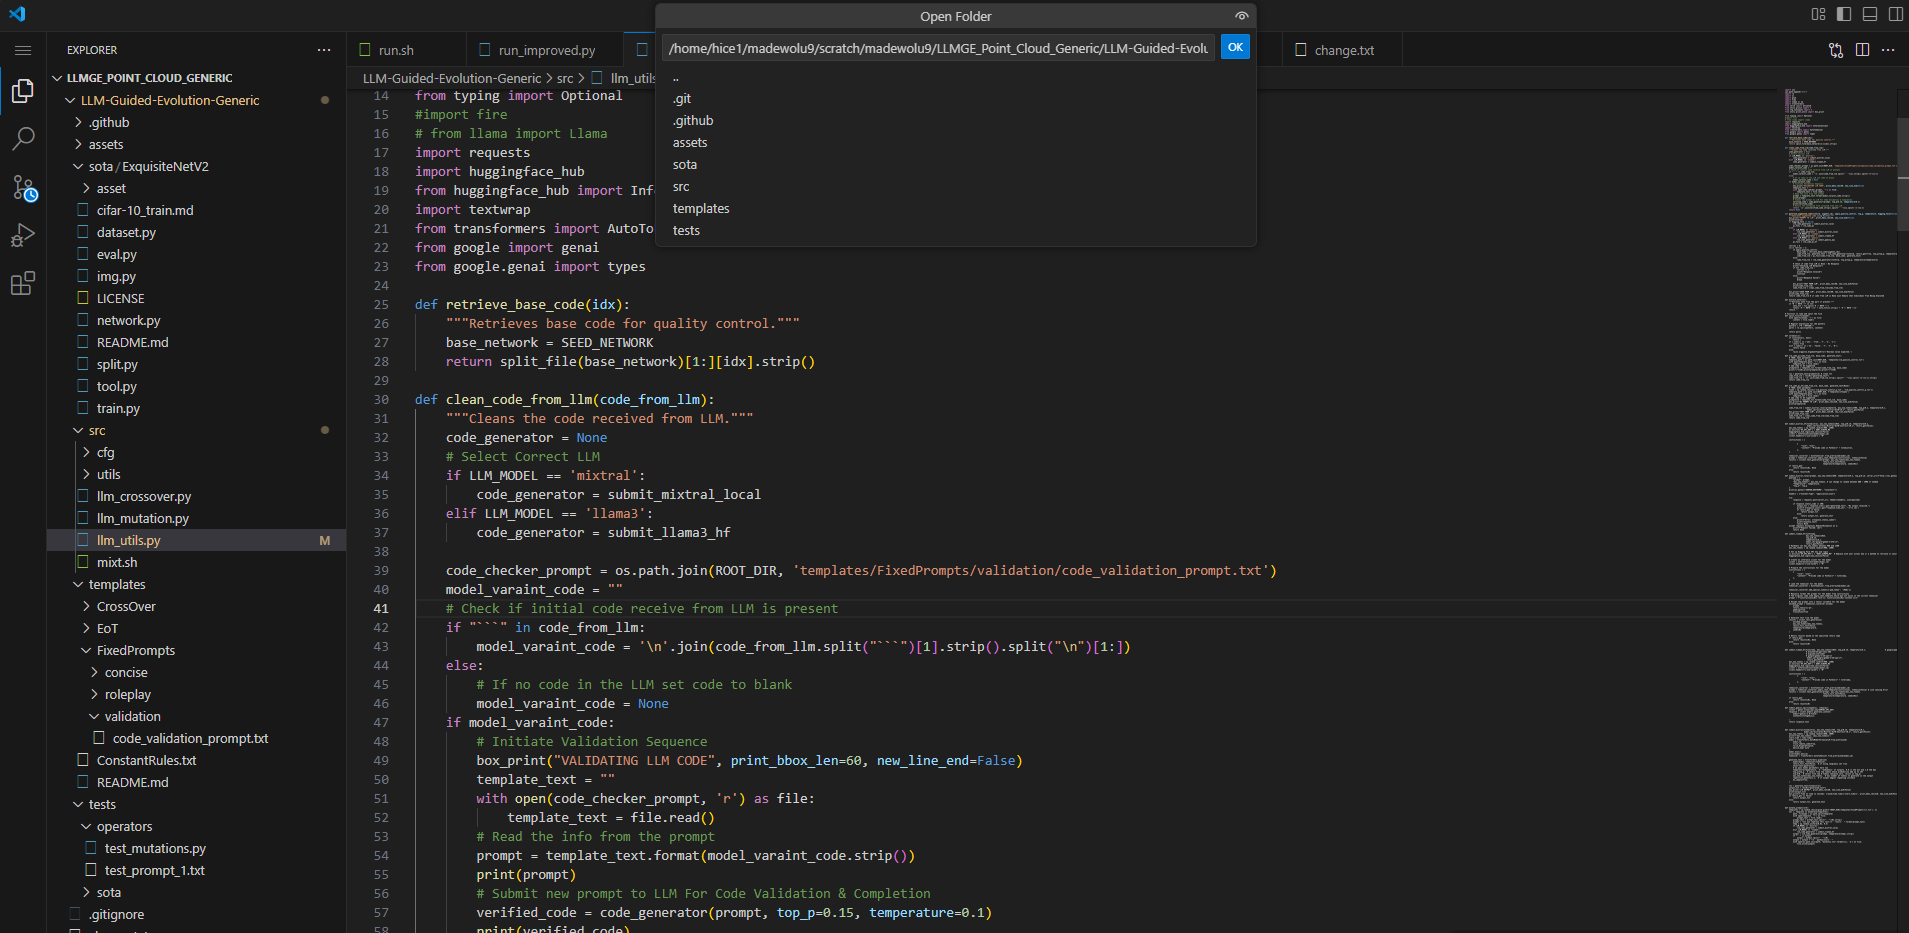 Open Folder
/home/hice1/madewolu9/scratch/madewolu9/LLMGE_Point_Cloud_Generic/LLM-Guided-Evolu
OK
..
.git
.github
assets
sota
src
templates
tests
EXPLORER
LLMGE_POINT_CLOUD_GENERIC
LLM-Guided-Evolution-Generic
.github
assets
sota / ExquisiteNetV2
asset
cifar-10_train.md
dataset.py
eval.py
img.py
LICENSE
network.py
README.md
split.py
tool.py
train.py
src
cfg
utils
llm_crossover.py
llm_mutation.py
llm_utils.py M
mixt.sh
templates
CrossOver
EoT
FixedPrompts
concise
roleplay
validation
code_validation_prompt.txt
ConstantRules.txt
README.md
tests
operators
test_mutations.py
test_prompt_1.txt
sota
.gitignore
run.sh
run_improved.py
change.txt
LLM-Guided-Evolution-Generic > src > llm_utils
14 from typing import Optional
15 #import fire
16 # from llama import Llama
17 import requests
18 import huggingface_hub
19 from huggingface_hub import Inf
20 import textwrap
21 from transformers import AutoTo
22 from google import genai
23 from google.genai import types
24
25 def retrieve_base_code(idx):
26 """Retrieves base code for quality control."""
27 base_network = SEED_NETWORK
28 return split_file(base_network)[1:][idx].strip()
29
30 def clean_code_from_llm(code_from_llm):
31 """Cleans the code received from LLM."""
32 code_generator = None
33 # Select Correct LLM
34 if LLM_MODEL == 'mixtral':
35 code_generator = submit_mixtral_local
36 elif LLM_MODEL == 'llama3':
37 code_generator = submit_llama3_hf
38
39 code_checker_prompt = os.path.join(ROOT_DIR, 'templates/FixedPrompts/validation/code_validation_prompt.txt')
40 model_varaint_code = ""
41 # Check if initial code receive from LLM is present
42 if "```" in code_from_llm:
43 model_varaint_code = '\n'.join(code_from_llm.split("```")[1].strip().split("\n")[1:])
44 else:
45 # If no code in the LLM set code to blank
46 model_varaint_code = None
47 if model_varaint_code:
48 # Initiate Validation Sequence
49 box_print("VALIDATING LLM CODE", print_bbox_len=60, new_line_end=False)
50 template_text = ""
51 with open(code_checker_prompt, 'r') as file:
52 template_text = file.read()
53 # Read the info from the prompt
54 prompt = template_text.format(model_varaint_code.strip())
55 print(prompt)
56 # Submit new prompt to LLM For Code Validation & Completion
57 verified_code = code_generator(prompt, top_p=0.15, temperature=0.1)
58 print(verified_code)